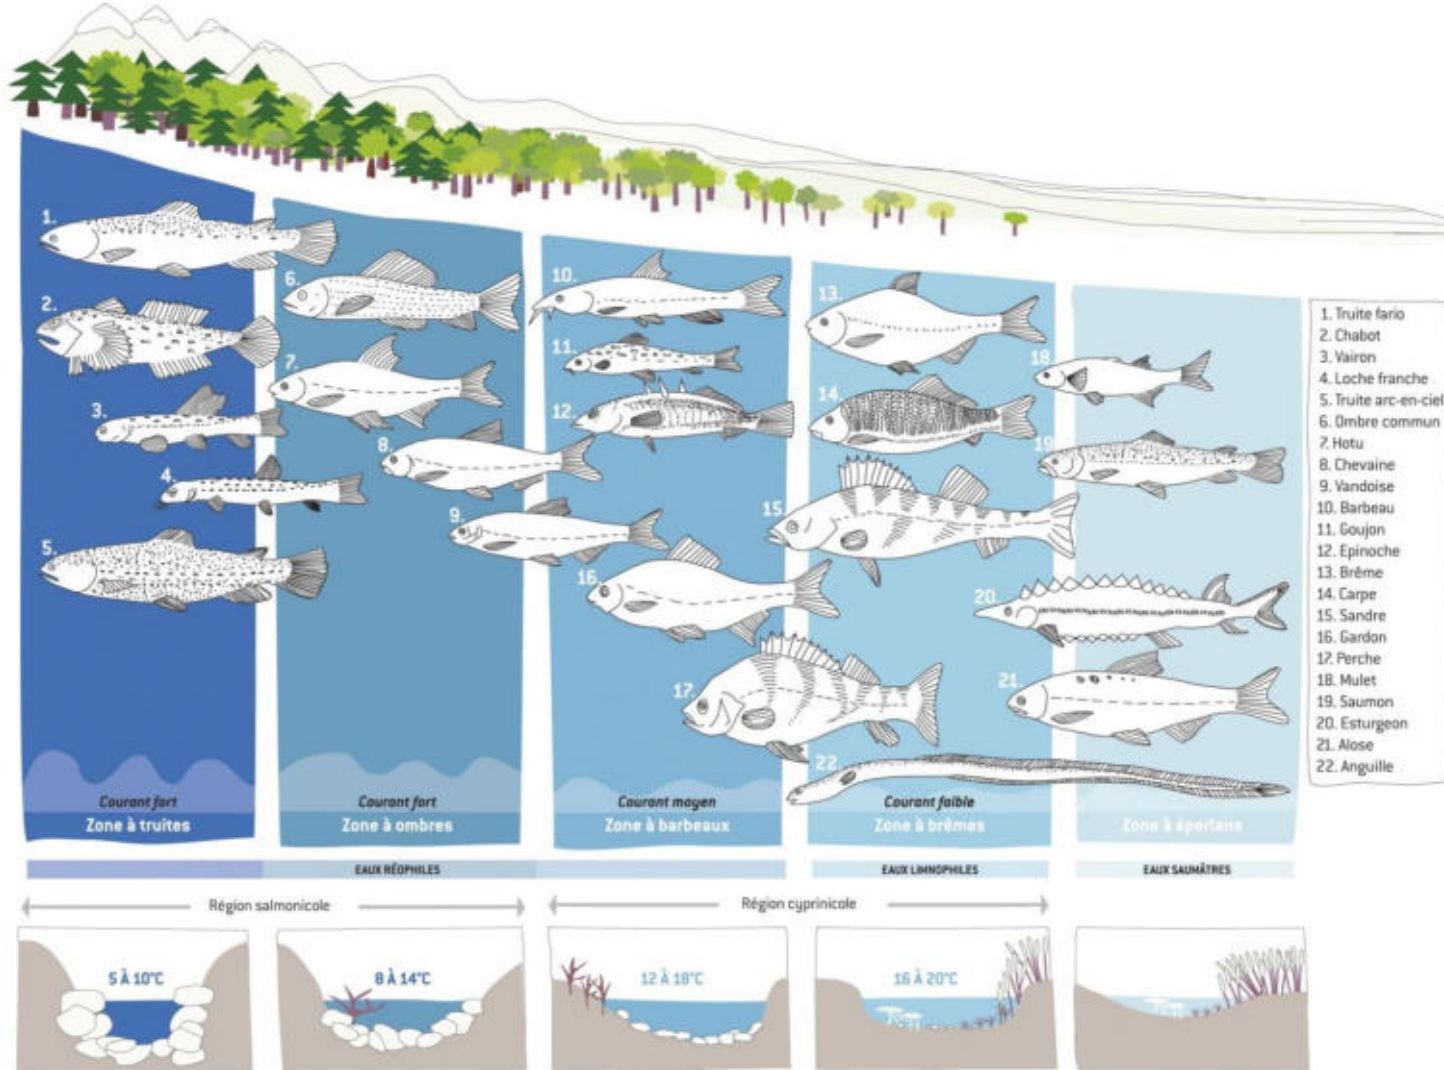 1.
2.
3.
4.
5.
6.
7.
8.
9.
10.
11.
12.
13.
14.
15.
16.
17.
18.
19.
20.
21.
22.
1. Truite fario
2. Chabot
3. Vairon
4. Loche franche
5. Truite arc-en-ciel
6. Ombre commun
7. Hotu
8. Chevaine
9. Vandoise
10. Barbeau
11. Goujon
12. Epinoche
13. Brême
14. Carpe
15. Sandre
16. Gardon
17. Perche
18. Mulet
19. Saumon
20. Esturgeon
21. Alose
22. Anguille
Courant fort
Zone à truites
Courant fort
Zone à ombres
Courant moyen
Zone à barbeaux
Courant faible
Zone à brêmes
Zone à éperlans
EAUX RÉOPHILES
EAUX LIMNOPHILES
EAUX SAUMÂTRES
Région salmonicole
Région cyprinicole
5 À 10°C
8 À 14°C
12 À 18°C
16 À 20°C